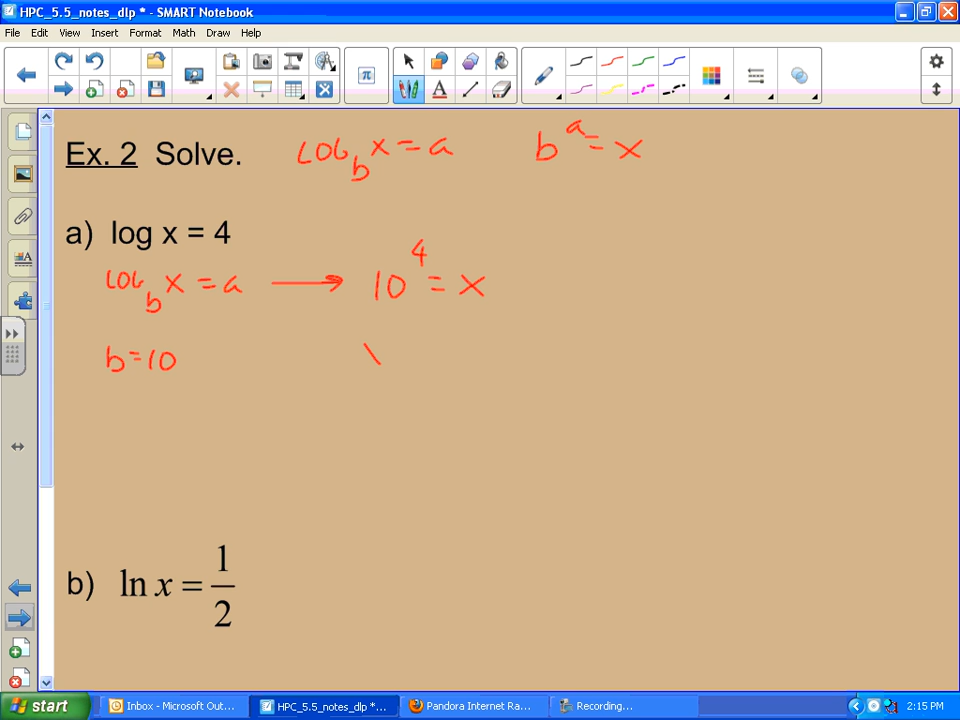 HPC_5.5_notes_dlp * - SMART Notebook
File Edit View Insert Format Math Draw Help
π
A
Ex. 2 Solve. log_b x = a b^a = x
a) log x = 4
log_b x = a → 10^4 = x
b = 10
b) ln x = 1/2
start Inbox - Microsoft Out... HPC_5.5_notes_dlp *... Pandora Internet Ra... Recording... 2:15 PM